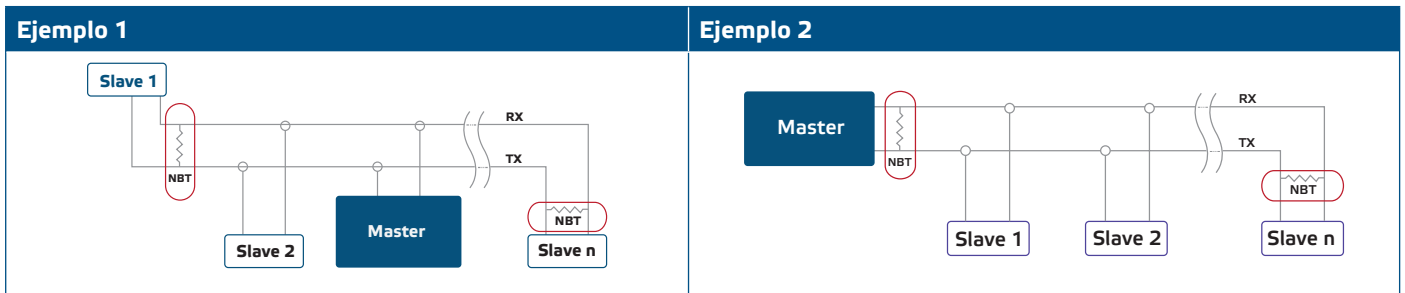 Ejemplo 1
Slave 1
RX
TX
NBT
NBT
Master
Slave 2
Slave n
Ejemplo 2
Master
RX
TX
NBT
NBT
Slave 1
Slave 2
Slave n